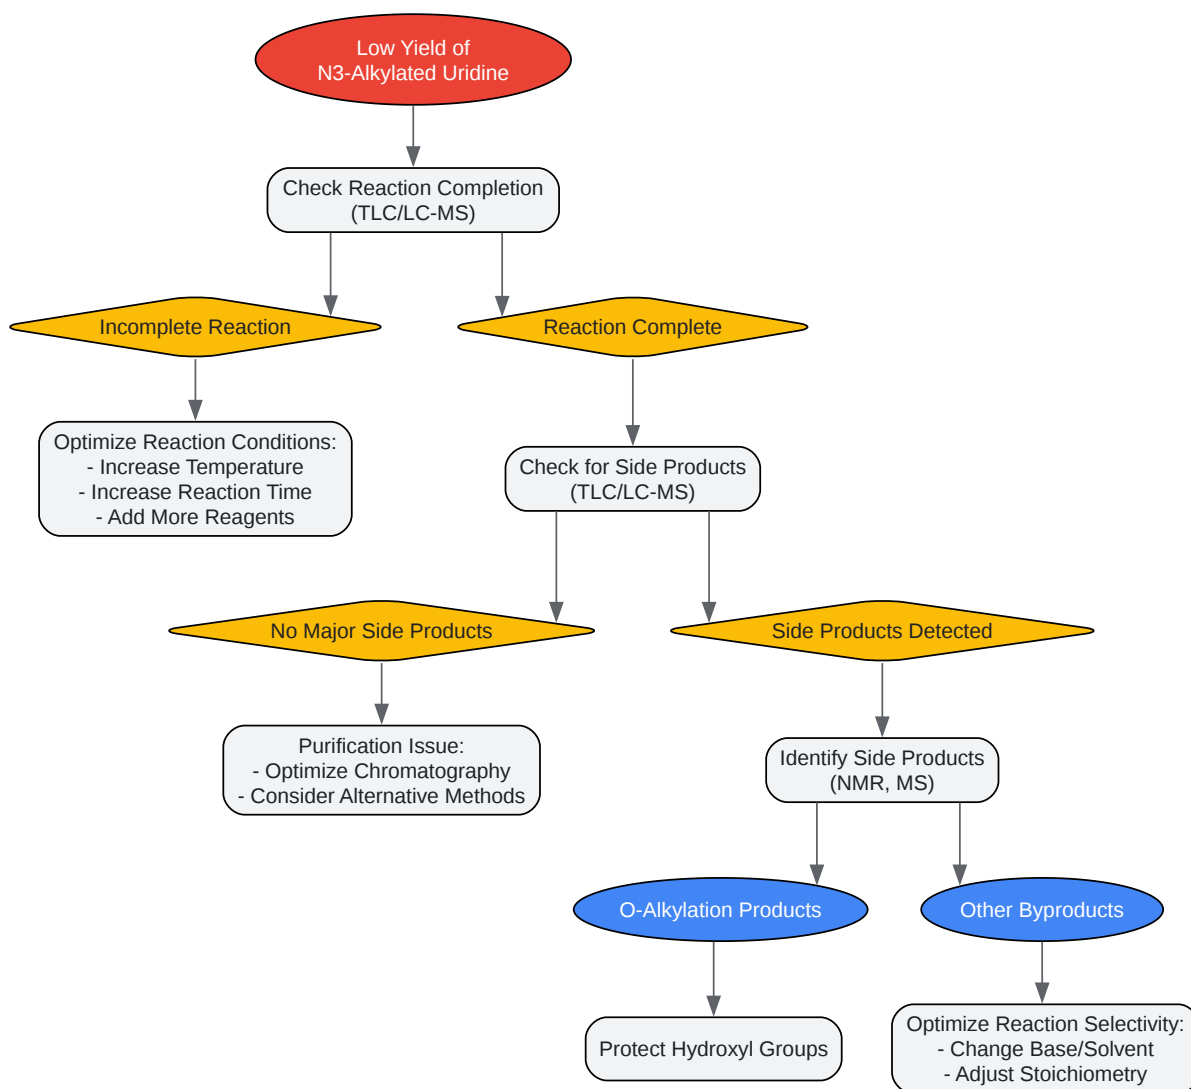 Low Yield of
N3-Alkylated Uridine
Check Reaction Completion
(TLC/LC-MS)
Incomplete Reaction
Reaction Complete
Optimize Reaction Conditions:
- Increase Temperature
- Increase Reaction Time
- Add More Reagents
Check for Side Products
(TLC/LC-MS)
No Major Side Products
Side Products Detected
Purification Issue:
- Optimize Chromatography
- Consider Alternative Methods
Identify Side Products
(NMR, MS)
O-Alkylation Products
Other Byproducts
Protect Hydroxyl Groups
Optimize Reaction Selectivity:
- Change Base/Solvent
- Adjust Stoichiometry